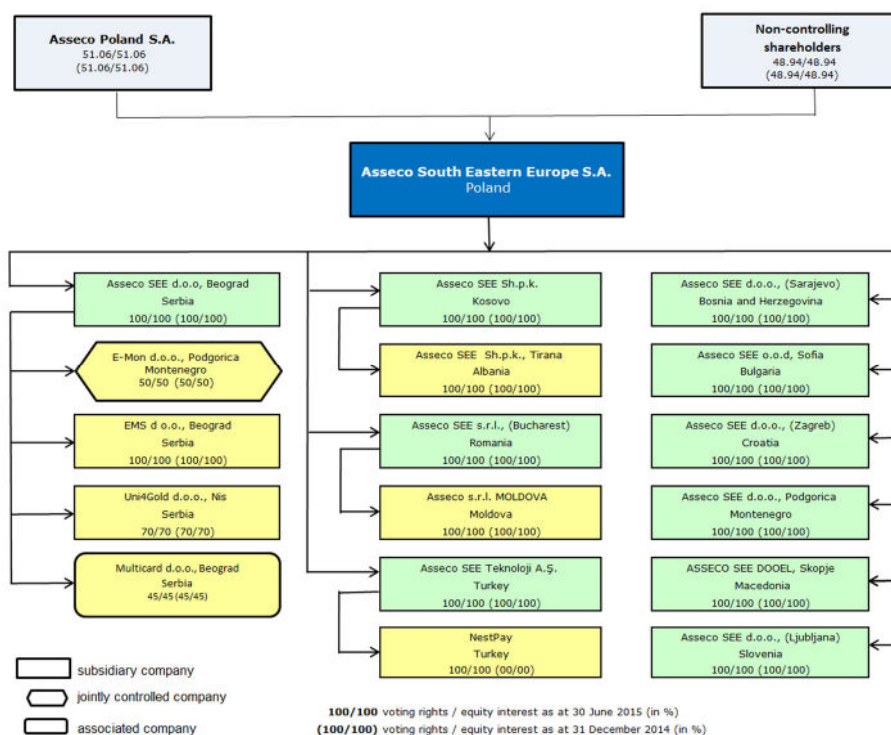 Asseco Poland S.A.
51.06/51.06
(51.06/51.06)
Non-controlling
shareholders
48.94/48.94
(48.94/48.94)
Asseco South Eastern Europe S.A.
Poland
Asseco SEE d.o.o, Beograd
Serbia
100/100 (100/100)
E-Mon d.o.o., Podgorica
Montenegro
50/50 (50/50)
EMS d o.o., Beograd
Serbia
100/100 (100/100)
Uni4Gold d.o.o., Nis
Serbia
70/70 (70/70)
Multicard d.o.o., Beograd
Serbia
45/45 (45/45)
Asseco SEE Sh.p.k.
Kosovo
100/100 (100/100)
Asseco SEE Sh.p.k., Tirana
Albania
100/100 (100/100)
Asseco SEE s.r.l., (Bucharest)
Romania
100/100 (100/100)
Asseco s.r.l. MOLDOVA
Moldova
100/100 (100/100)
Asseco SEE Teknoloji A.Ş.
Turkey
100/100 (100/100)
NestPay
Turkey
100/100 (00/00)
Asseco SEE d.o.o., (Sarajevo)
Bosnia and Herzegovina
100/100 (100/100)
Asseco SEE o.o.d, Sofia
Bulgaria
100/100 (100/100)
Asseco SEE d.o.o., (Zagreb)
Croatia
100/100 (100/100)
Asseco SEE d.o.o., Podgorica
Montenegro
100/100 (100/100)
ASSECO SEE DOOEL, Skopje
Macedonia
100/100 (100/100)
Asseco SEE d.o.o., (Ljubljana)
Slovenia
100/100 (100/100)
subsidiary company
jointly controlled company
associated company
100/100 voting rights / equity interest as at 30 June 2015 (in %)
(100/100) voting rights / equity interest as at 31 December 2014 (in %)